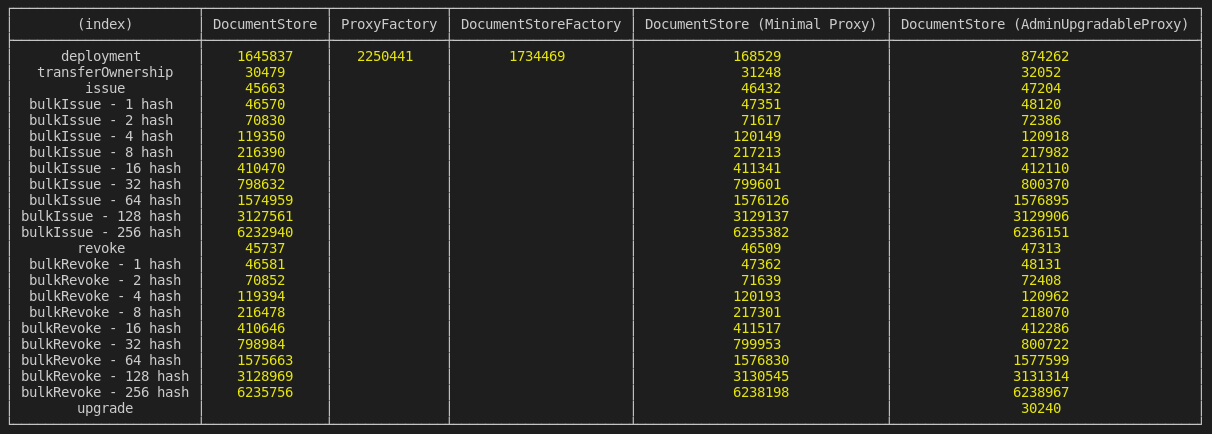 (index) DocumentStore ProxyFactory DocumentStoreFactory DocumentStore (Minimal Proxy) DocumentStore (AdminUpgradableProxy)
deployment 1645837 2250441 1734469 168529 874262
transferOwnership 30479 31248 32052
issue 45663 46432 47204
bulkIssue - 1 hash 46570 47351 48120
bulkIssue - 2 hash 70830 71617 72386
bulkIssue - 4 hash 119350 120149 120918
bulkIssue - 8 hash 216390 217213 217982
bulkIssue - 16 hash 410470 411341 412110
bulkIssue - 32 hash 798632 799601 800370
bulkIssue - 64 hash 1574959 1576126 1576895
bulkIssue - 128 hash 3127561 3129137 3129906
bulkIssue - 256 hash 6232940 6235382 6236151
revoke 45737 46509 47313
bulkRevoke - 1 hash 46581 47362 48131
bulkRevoke - 2 hash 70852 71639 72408
bulkRevoke - 4 hash 119394 120193 120962
bulkRevoke - 8 hash 216478 217301 218070
bulkRevoke - 16 hash 410646 411517 412286
bulkRevoke - 32 hash 798984 799953 800722
bulkRevoke - 64 hash 1575663 1576830 1577599
bulkRevoke - 128 hash 3128969 3130545 3131314
bulkRevoke - 256 hash 6235756 6238198 6238967
upgrade 30240